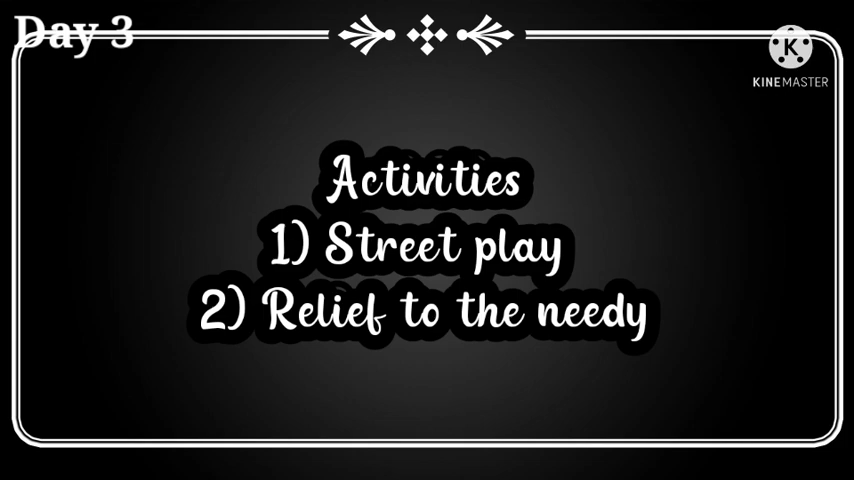 Day 3
K
KINEMASTER
Activities
1) Street play
2) Relief to the needy